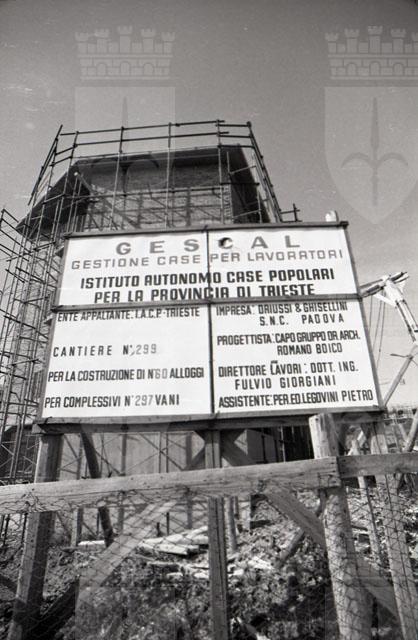 GESCAL
GESTIONE CASE PER LAVORATORI
ISTITUTO AUTONOMO CASE POPOLARI
PER LA PROVINCIA DI TRIESTE
ENTE APPALTANTE: I.A.C.P.-TRIESTE
CANTIERE N° 299
PER LA COSTRUZIONE DI N° 60 ALLOGGI
PER COMPLESSIVI N° 297 VANI
IMPRESA: DRIUSSI & GHISELLINI
S.N.C. PADOVA
PROGETTISTA: CAPO GRUPPO DR. ARCH.
ROMANO BOICO
DIRETTORE LAVORI: DOTT. ING.
FULVIO GIORGIANI
ASSISTENTE: PER. ED. LEGOVINI PIETRO